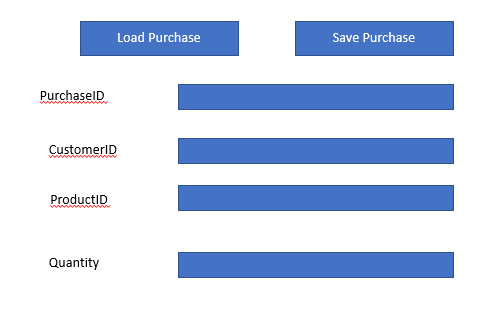 Load Purchase
Save Purchase
PurchaseID
CustomerID
ProductID
Quantity